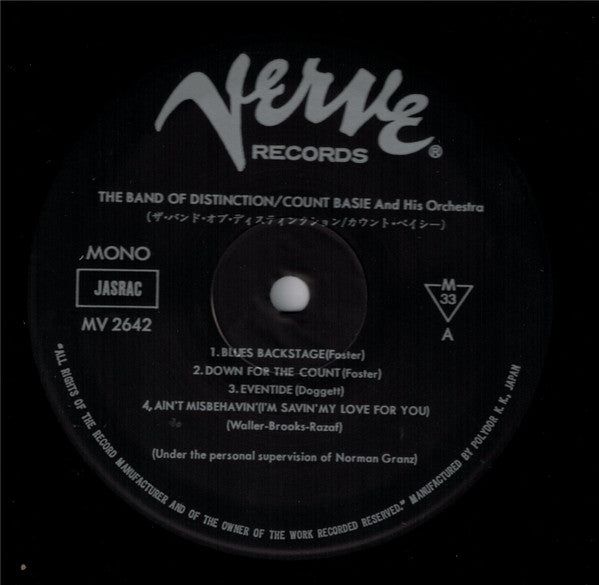 Verve
RECORDS ®
THE BAND OF DISTINCTION/COUNT BASIE And His Orchestra
(ザ・バンド・オブ・ディスティンクション/カウント・ベイシー)
MONO
JASRAC
MV 2642
M
33
A
1. BLUES BACKSTAGE(Foster)
2. DOWN FOR THE COUNT(Foster)
3. EVENTIDE (Doggett)
4. AIN'T MISBEHAVIN'(I'M SAVIN' MY LOVE FOR YOU)
(Waller-Brooks-Razaf)
(Under the personal supervision of Norman Granz)
"ALL RIGHTS OF THE RECORD MANUFACTURER AND OF THE OWNER OF THE WORK RECORDED RESERVED." MANUFACTURED BY POLYDOR K. K., JAPAN